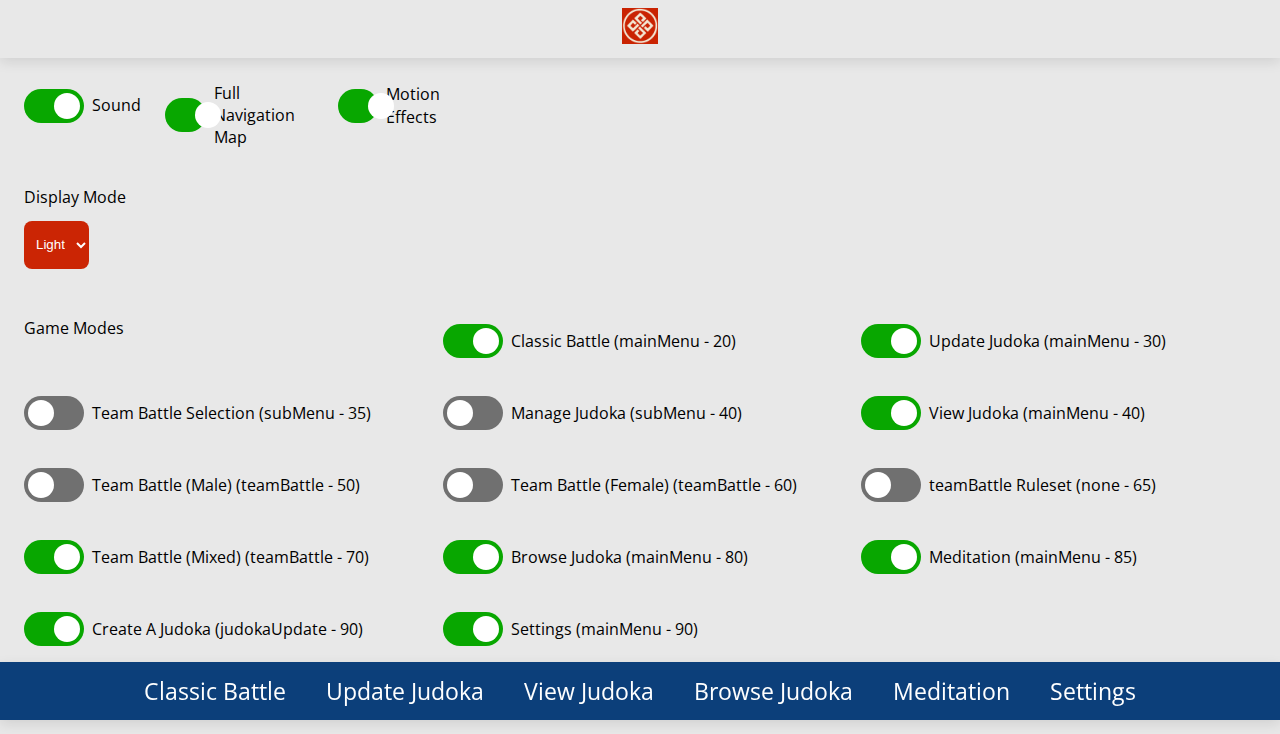 Sound
Full
Navigation
Map
Motion
Effects
Display Mode
Light
Game Modes
Classic Battle (mainMenu - 20)
Update Judoka (mainMenu - 30)
Team Battle Selection (subMenu - 35)
Manage Judoka (subMenu - 40)
View Judoka (mainMenu - 40)
Team Battle (Male) (teamBattle - 50)
Team Battle (Female) (teamBattle - 60)
teamBattle Ruleset (none - 65)
Team Battle (Mixed) (teamBattle - 70)
Browse Judoka (mainMenu - 80)
Meditation (mainMenu - 85)
Create A Judoka (judokaUpdate - 90)
Settings (mainMenu - 90)
Classic Battle Update Judoka View Judoka Browse Judoka Meditation Settings